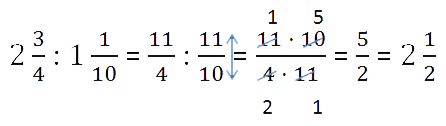 1 5
2 3/4 : 1 1/10 = 11/4 : 11/10 = 11 · 10 / 4 · 11 = 5/2 = 2 1/2
2 1